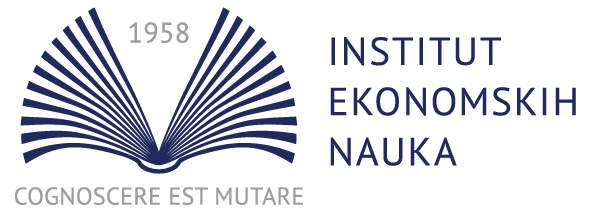 1958
COGNOSCERE EST MUTARE
INSTITUT
EKONOMSKIH
NAUKA